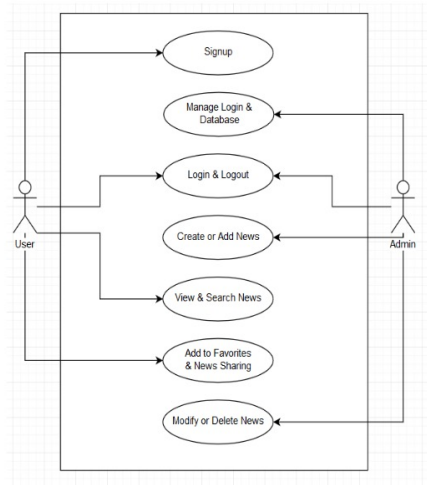 Signup
Manage Login &
Database
Login & Logout
User
Create or Add News
Admin
View & Search News
Add to Favorites
& News Sharing
Modify or Delete News